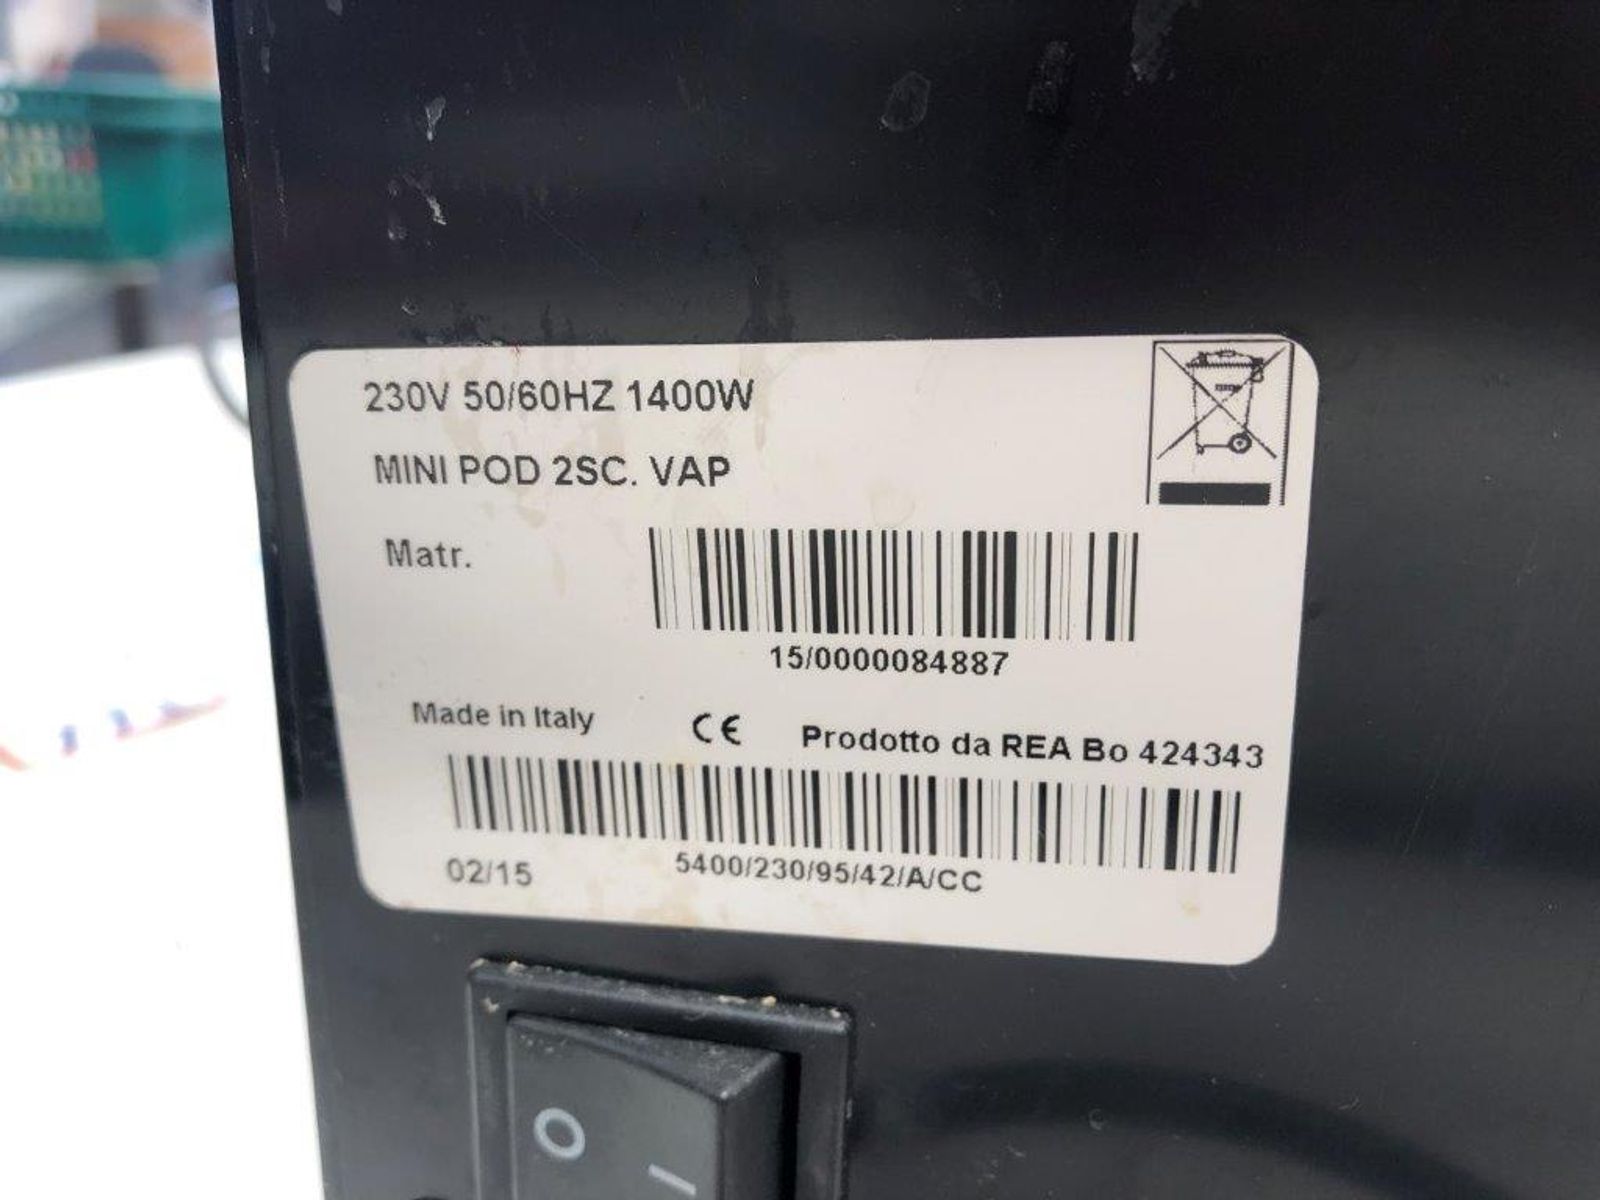 230V 50/60HZ 1400W
MINI POD 2SC. VAP
Matr.
15/0000084887
Made in Italy CE Prodotto da REA Bo 424343
02/15 5400/230/95/42/A/CC
O
I